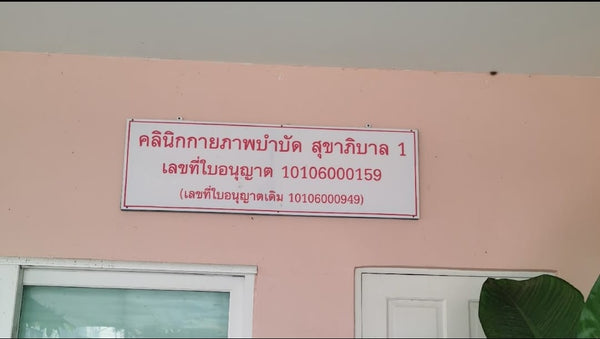 คลินิกกายภาพบำบัด สุขาภิบาล 1
เลขที่ใบอนุญาต 10106000159
(เลขที่ใบอนุญาตเดิม 10106000949)